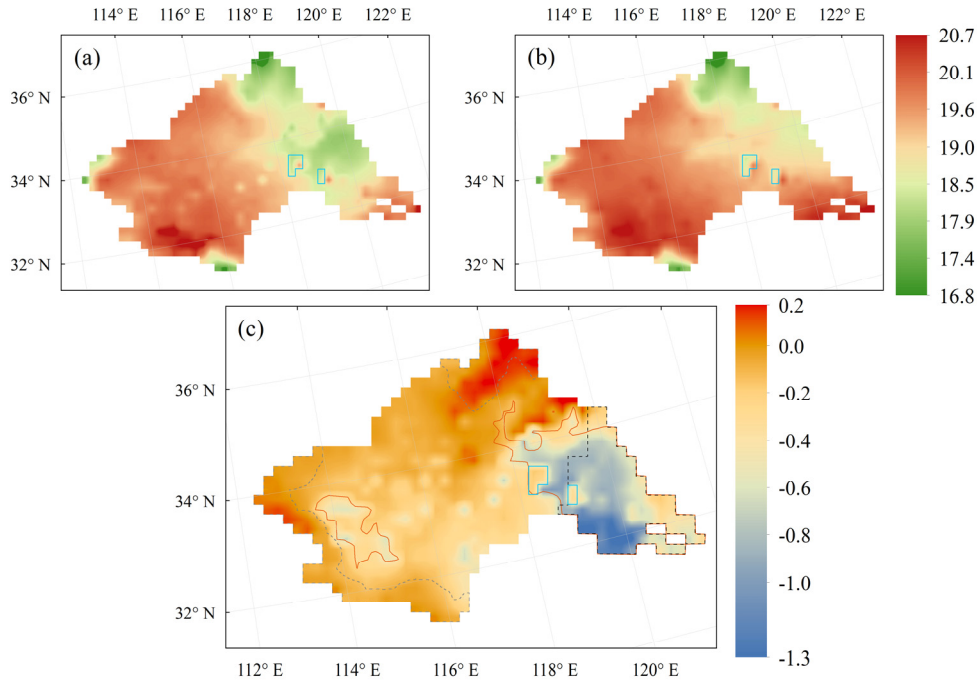 114° E 116° E 118° E 120° E 122° E
114° E 116° E 118° E 120° E 122° E
(a)
(b)
36° N
34° N
32° N
36° N
34° N
32° N
20.7
20.1
19.6
19.0
18.5
17.9
17.4
16.8
(c)
36° N
34° N
32° N
112° E 114° E 116° E 118° E 120° E
0.2
0.0
-0.2
-0.4
-0.6
-0.8
-1.0
-1.3